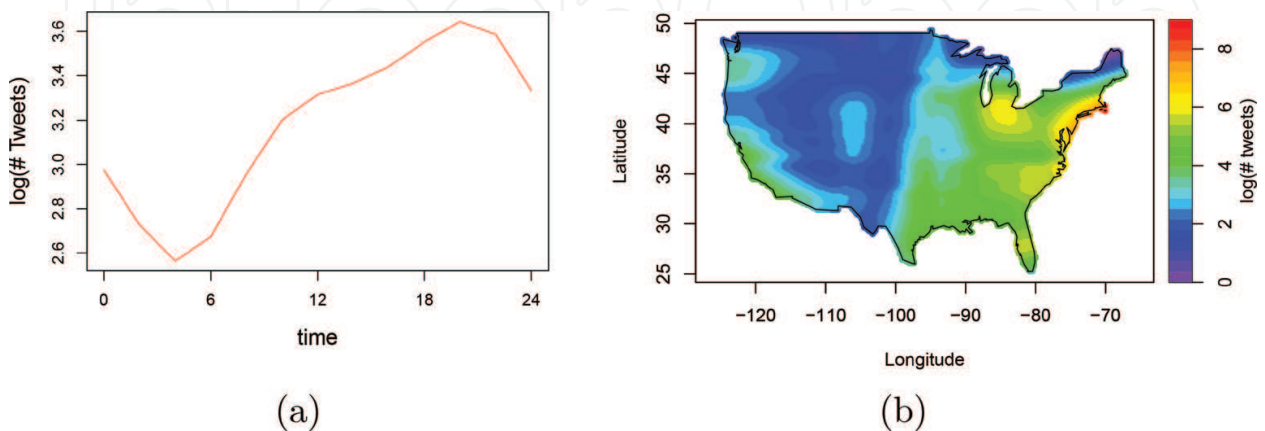 log(# Tweets)
3.6
3.4
3.2
3.0
2.8
2.6
0 6 12 18 24
time
(a)
Latitude
50
45
40
35
30
25
−120 −110 −100 −90 −80 −70
Longitude
8
6
4
2
0
log(# tweets)
(b)